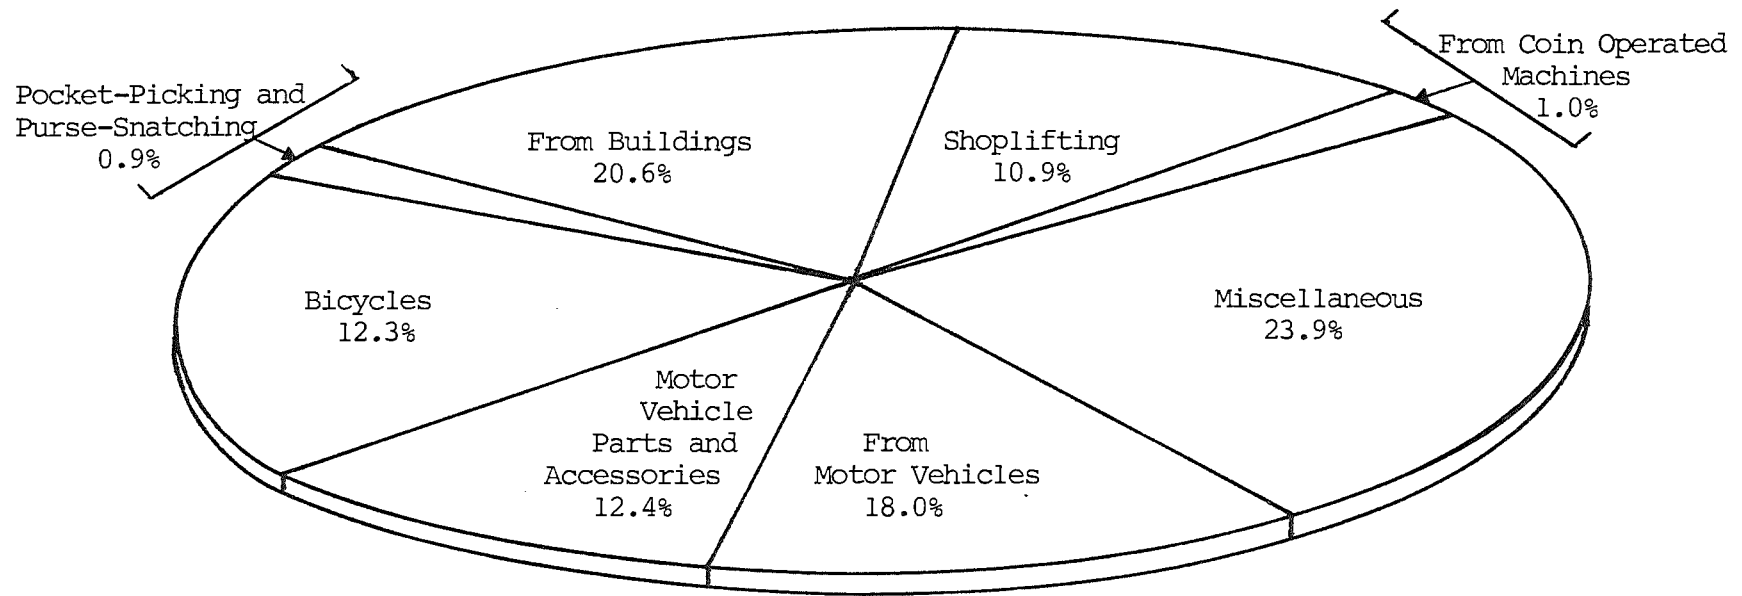 Pocket-Picking and
Purse-Snatching
0.9%
From Buildings
20.6%
Shoplifting
10.9%
From Coin Operated
Machines
1.0%
Bicycles
12.3%
Miscellaneous
23.9%
Motor
Vehicle
Parts and
Accessories
12.4%
From
Motor Vehicles
18.0%